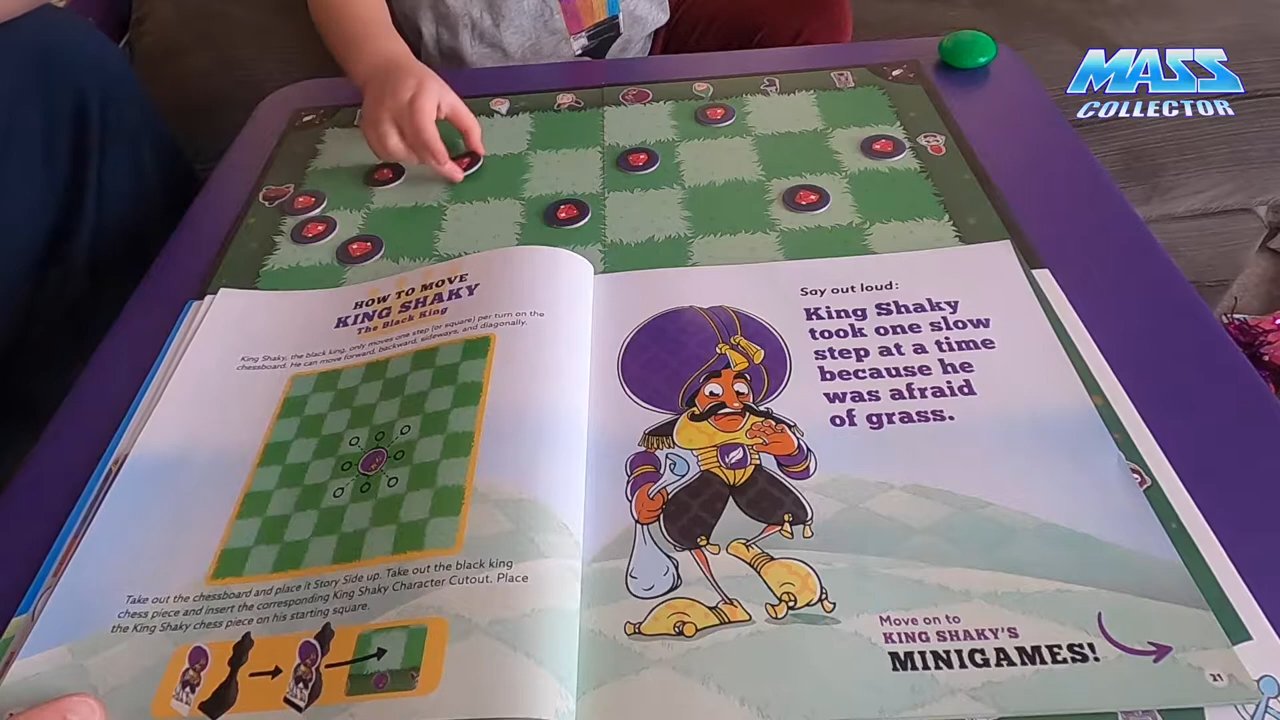 MASS
COLLECTOR
HOW TO MOVE
KING SHAKY
The Black King
King Shaky, the black king, only moves one step (or square) per turn on the
chessboard. He can move forward, backward, sideways, and diagonally.
Take out the chessboard and place it Story Side up. Take out the black king
chess piece and insert the corresponding King Shaky Character Cutout. Place
the King Shaky chess piece on his starting square.
Say out loud:
King Shaky
took one slow
step at a time
because he
was afraid
of grass.
Move on to
KING SHAKY'S
MINIGAMES!
21